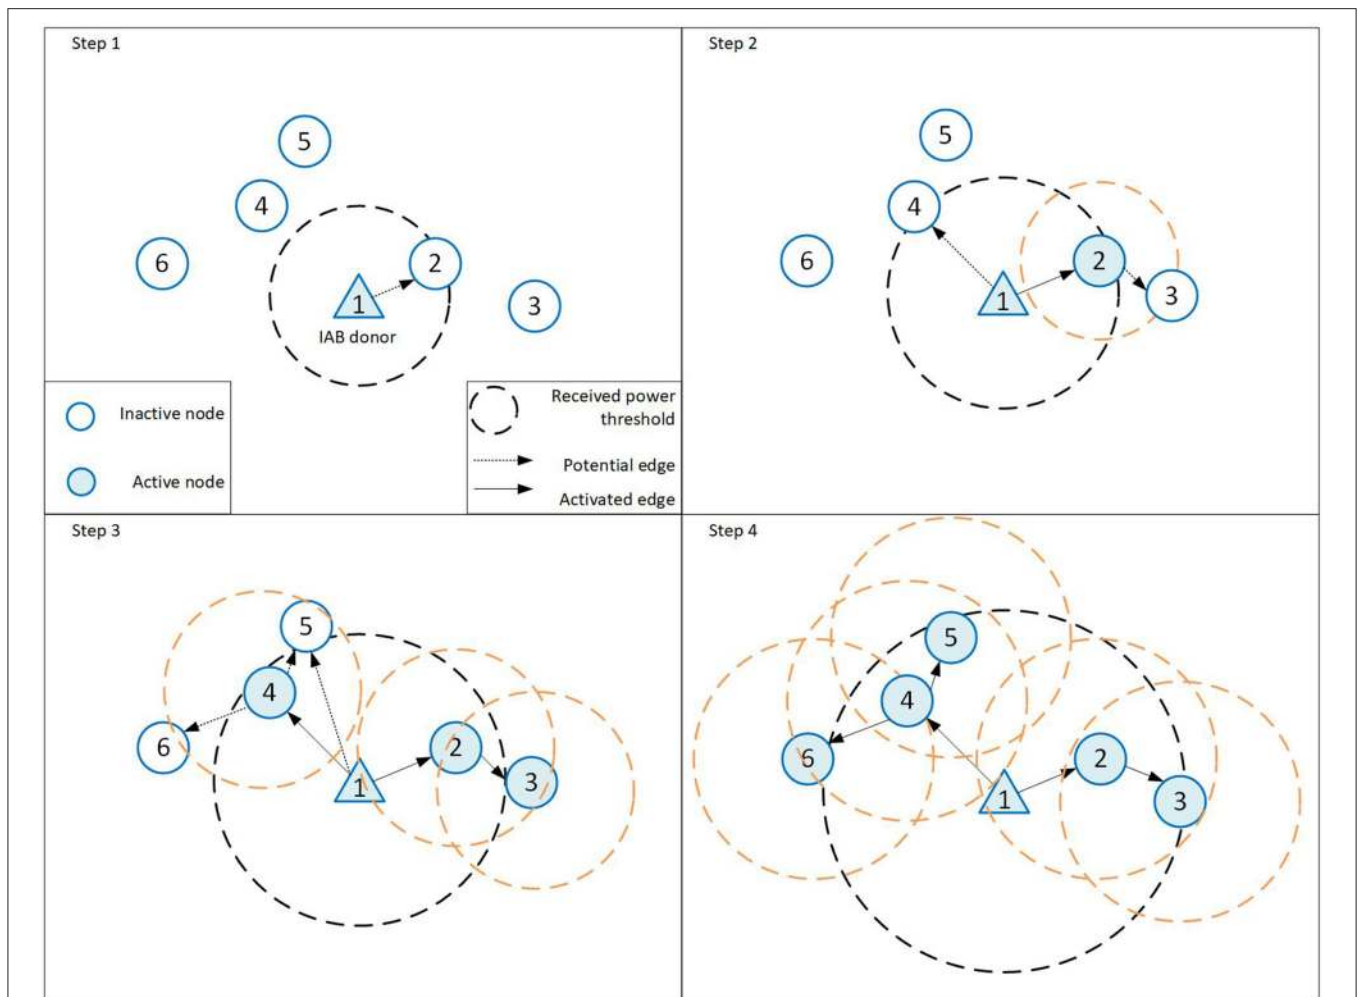 Step 1
5
4
6
2
1
3
IAB donor
Inactive node
Active node
Received power
threshold
Potential edge
Activated edge
Step 2
5
4
6
2
1
3
Step 3
5
4
6
2
1
3
Step 4
5
4
6
2
1
3